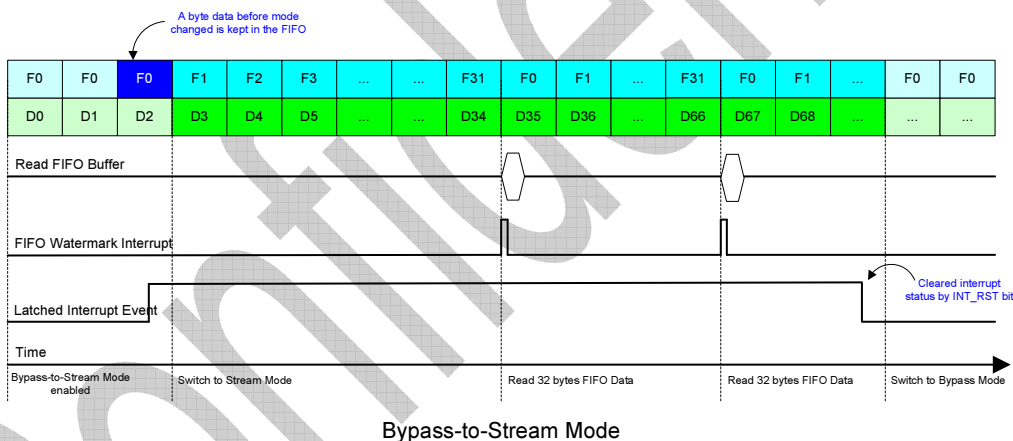 A byte data before mode
changed is kept in the FIFO
F0 F0 F0 F1 F2 F3 ... ... F31 F0 F1 ... F31 F0 F1 ... F0 F0
D0 D1 D2 D3 D4 D5 ... ... D34 D35 D36 ... D66 D67 D68 ... ... ...
Read FIFO Buffer
FIFO Watermark Interrupt
Cleared interrupt
status by INT_RST bit
Latched Interrupt Event
Time
Bypass-to-Stream Mode
enabled
Switch to Stream Mode
Read 32 bytes FIFO Data
Read 32 bytes FIFO Data
Switch to Bypass Mode
Bypass-to-Stream Mode